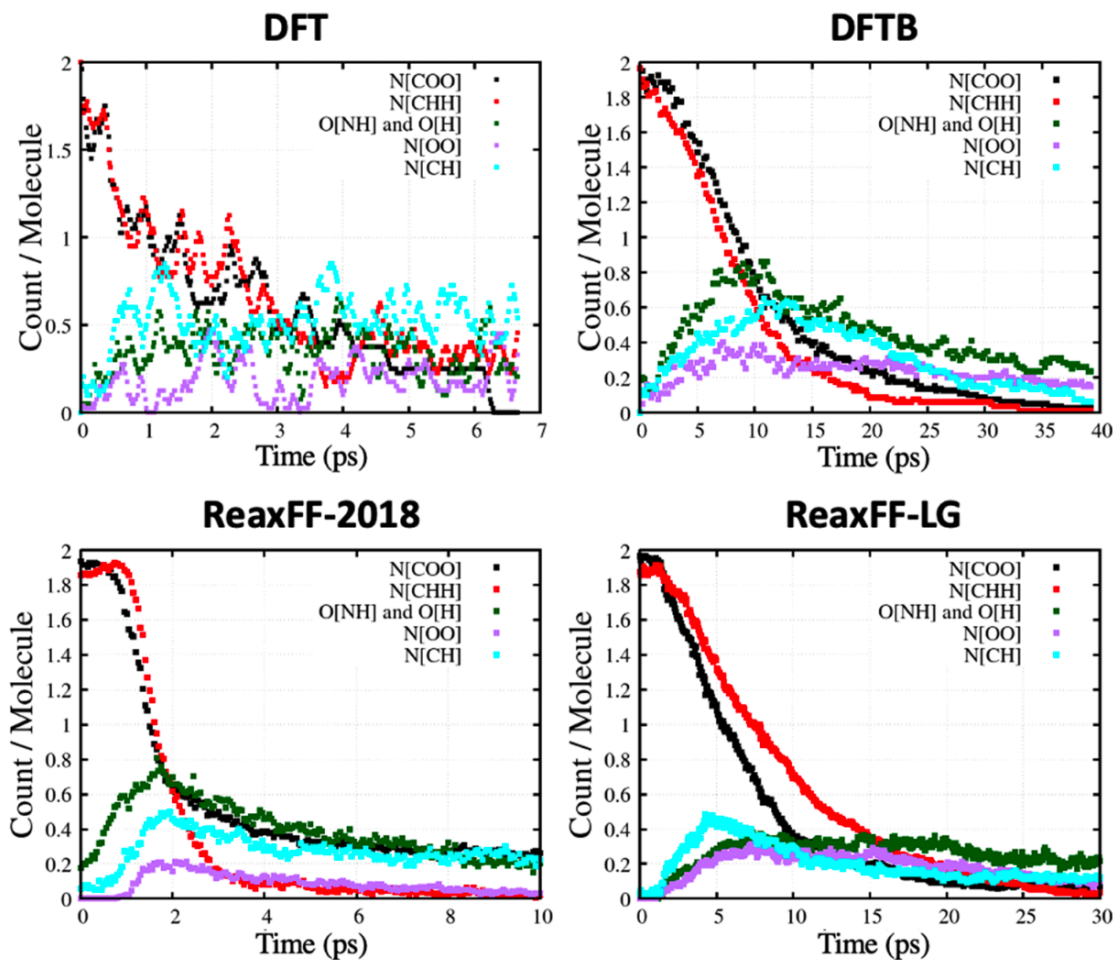 DFT
Count / Molecule
2
1.5
1
0.5
0
N[COO]
N[CHH]
O[NH] and O[H]
N[OO]
N[CH]
0 1 2 3 4 5 6 7
Time (ps)
DFTB
Count / Molecule
2
1.8
1.6
1.4
1.2
1
0.8
0.6
0.4
0.2
0
N[COO]
N[CHH]
O[NH] and O[H]
N[OO]
N[CH]
0 5 10 15 20 25 30 35 40
Time (ps)
ReaxFF-2018
Count / Molecule
2
1.8
1.6
1.4
1.2
1
0.8
0.6
0.4
0.2
0
N[COO]
N[CHH]
O[NH] and O[H]
N[OO]
N[CH]
0 2 4 6 8 10
Time (ps)
ReaxFF-LG
Count / Molecule
2
1.8
1.6
1.4
1.2
1
0.8
0.6
0.4
0.2
0
N[COO]
N[CHH]
O[NH] and O[H]
N[OO]
N[CH]
0 5 10 15 20 25 30
Time (ps)